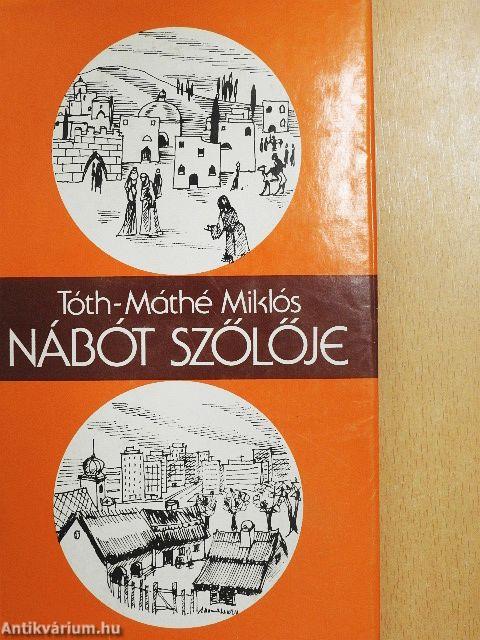 Tóth-Máthé Miklós
NÁBÓT SZŐLŐJE
Antikvárium.hu